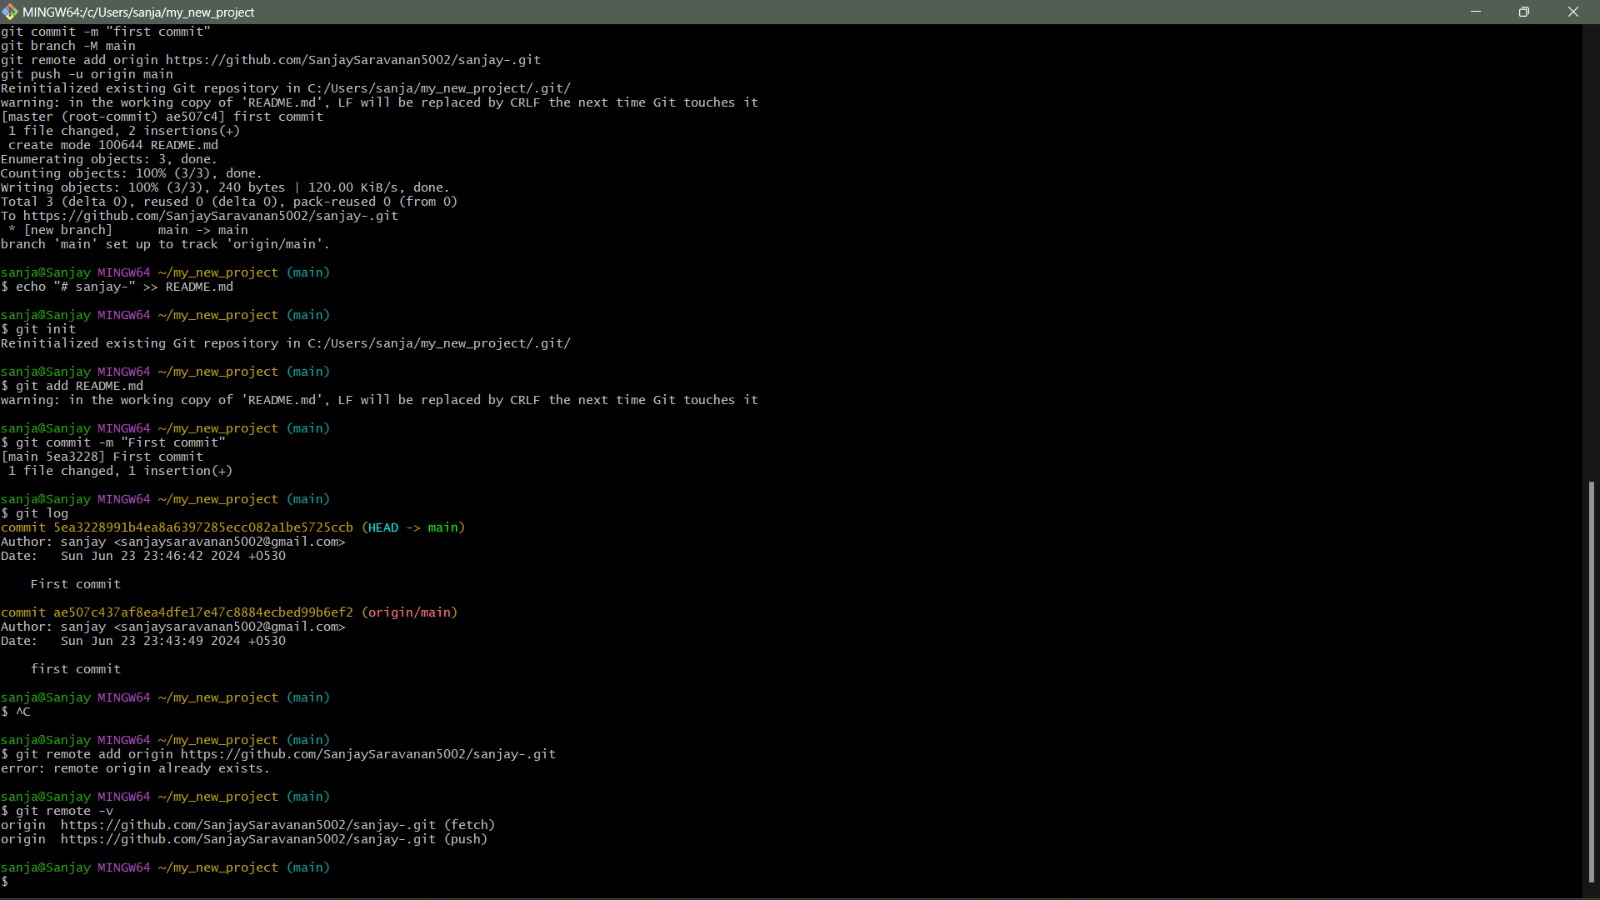 MINGW64:/c/Users/sanja/my_new_project
git commit -m "first commit"
git branch -M main
git remote add origin https://github.com/SanjaySaravanan5002/sanjay-.git
git push -u origin main
Reinitialized existing Git repository in C:/Users/sanja/my_new_project/.git/
warning: in the working copy of 'README.md', LF will be replaced by CRLF the next time Git touches it
[master (root-commit) ae507c4] first commit
 1 file changed, 2 insertions(+)
 create mode 100644 README.md
Enumerating objects: 3, done.
Counting objects: 100% (3/3), done.
Writing objects: 100% (3/3), 240 bytes | 120.00 KiB/s, done.
Total 3 (delta 0), reused 0 (delta 0), pack-reused 0 (from 0)
To https://github.com/SanjaySaravanan5002/sanjay-.git
 * [new branch]      main -> main
branch 'main' set up to track 'origin/main'.
sanja@Sanjay MINGW64 ~/my_new_project (main)
$ echo "# sanjay-" >> README.md
sanja@Sanjay MINGW64 ~/my_new_project (main)
$ git init
Reinitialized existing Git repository in C:/Users/sanja/my_new_project/.git/
sanja@Sanjay MINGW64 ~/my_new_project (main)
$ git add README.md
warning: in the working copy of 'README.md', LF will be replaced by CRLF the next time Git touches it
sanja@Sanjay MINGW64 ~/my_new_project (main)
$ git commit -m "First commit"
[main 5ea3228] First commit
 1 file changed, 1 insertion(+)
sanja@Sanjay MINGW64 ~/my_new_project (main)
$ git log
commit 5ea3228991b4ea8a6397285ecc082a1be5725ccb (HEAD -> main)
Author: sanjay <sanjaysaravanan5002@gmail.com>
Date:   Sun Jun 23 23:46:42 2024 +0530
    First commit
commit ae507c437af8ea4dfe17e47c8884ecbed99b6ef2 (origin/main)
Author: sanjay <sanjaysaravanan5002@gmail.com>
Date:   Sun Jun 23 23:43:49 2024 +0530
    first commit
sanja@Sanjay MINGW64 ~/my_new_project (main)
$ ^C
sanja@Sanjay MINGW64 ~/my_new_project (main)
$ git remote add origin https://github.com/SanjaySaravanan5002/sanjay-.git
error: remote origin already exists.
sanja@Sanjay MINGW64 ~/my_new_project (main)
$ git remote -v
origin  https://github.com/SanjaySaravanan5002/sanjay-.git (fetch)
origin  https://github.com/SanjaySaravanan5002/sanjay-.git (push)
sanja@Sanjay MINGW64 ~/my_new_project (main)
$